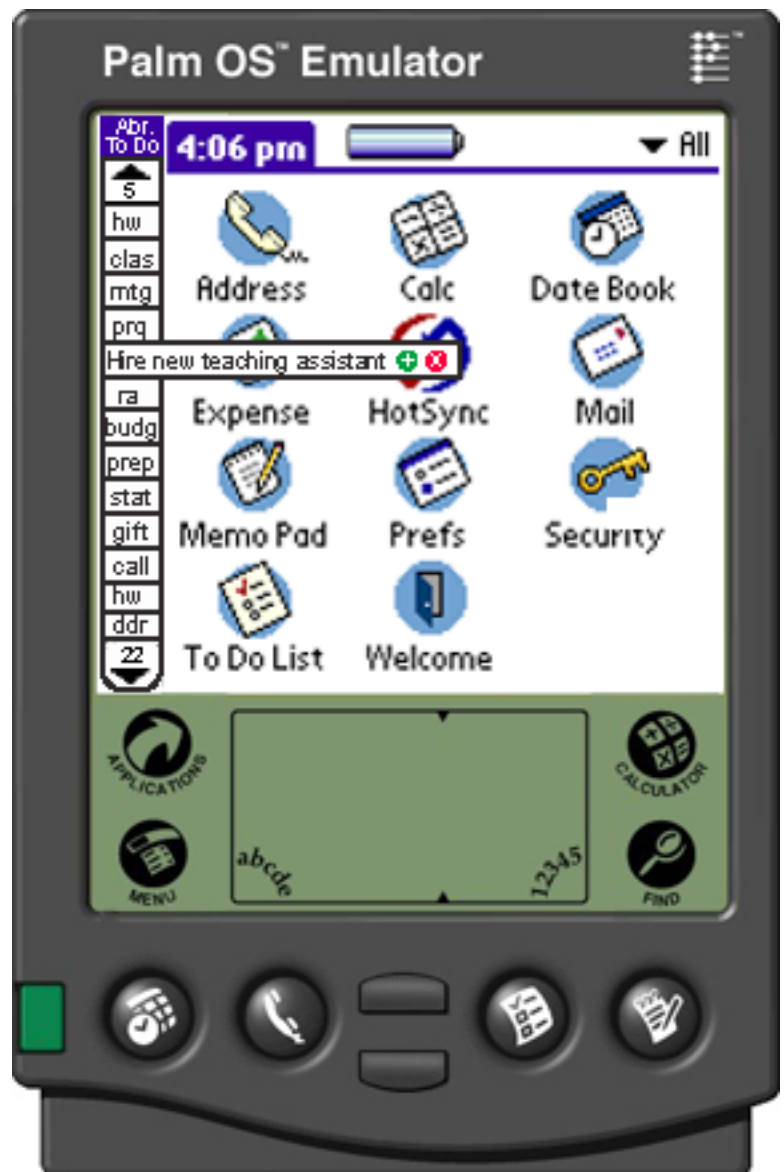 Palm OS™ Emulator
Abr.
To Do
4:06 pm
All
5
hw
clas
mtg
prq
Hire new teaching assistant
ra
budg
prep
stat
gift
call
hw
ddr
22
Address
Calc
Date Book
Expense
HotSync
Mail
Memo Pad
Prefs
Security
To Do List
Welcome
APPLICATIONS
CALCULATOR
MENU
abcde
12345
FIND